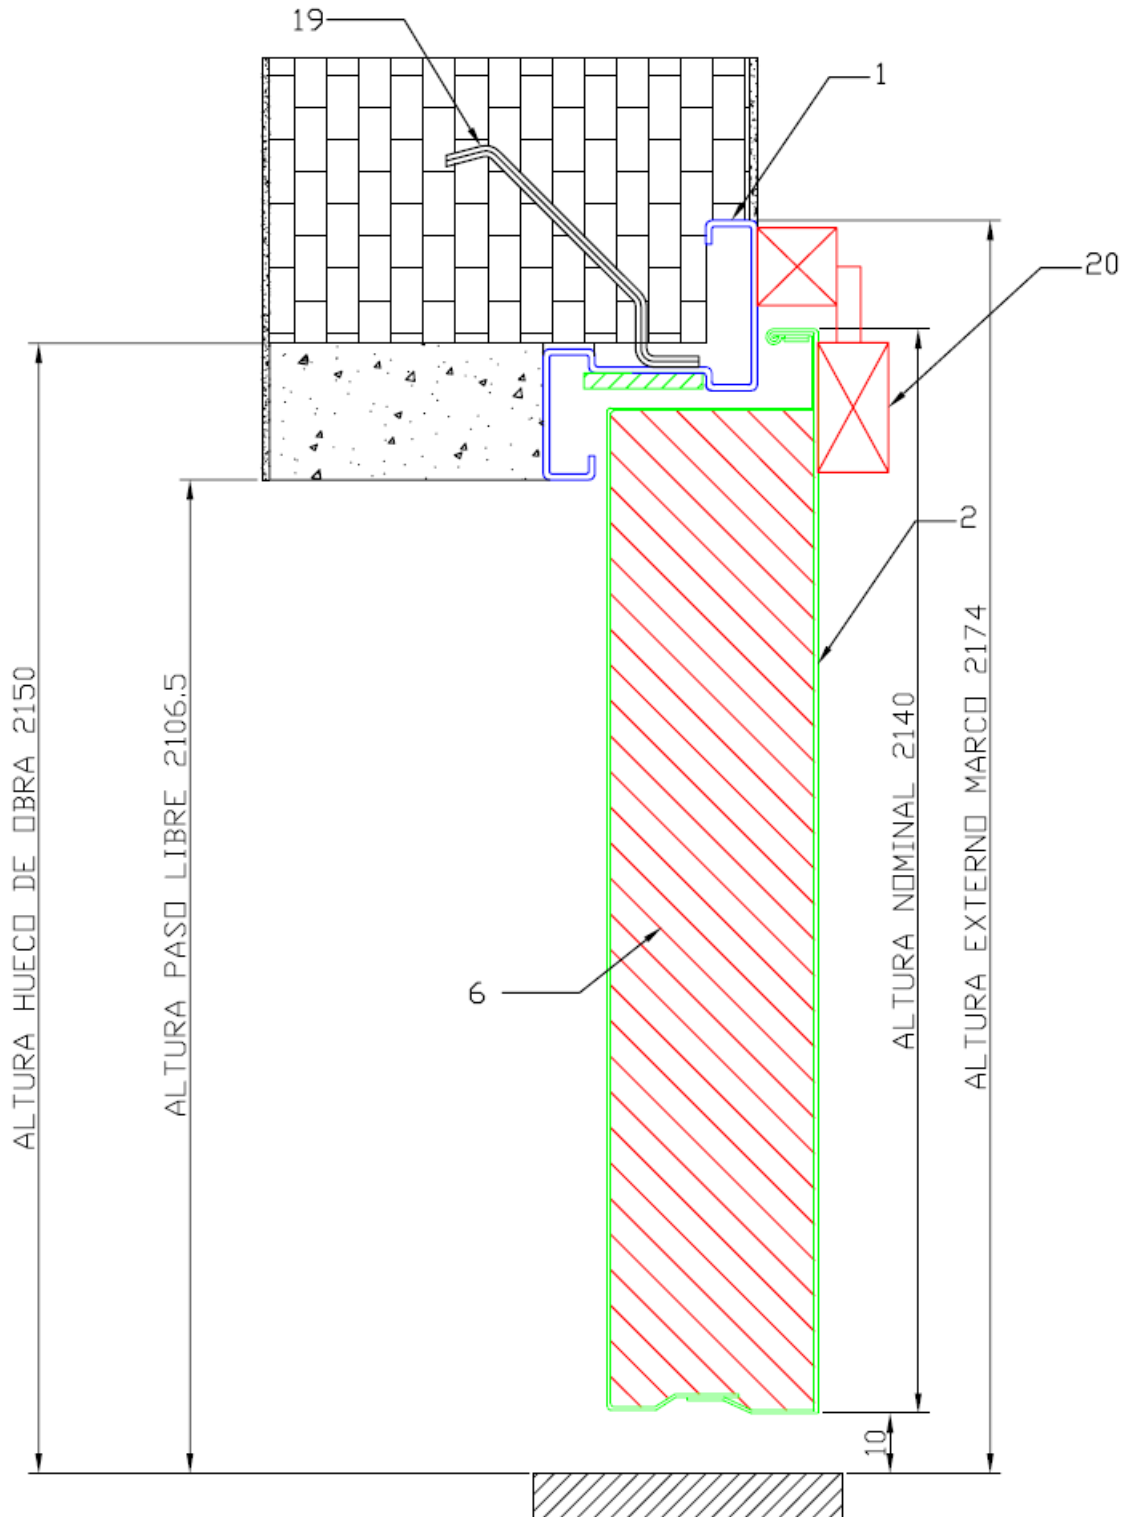 19
1
20
2
6
ALTURA HUECO DE OBRA 2150
ALTURA PASO LIBRE 2106.5
ALTURA NOMINAL 2140
ALTURA EXTERNO MARCO 2174
10